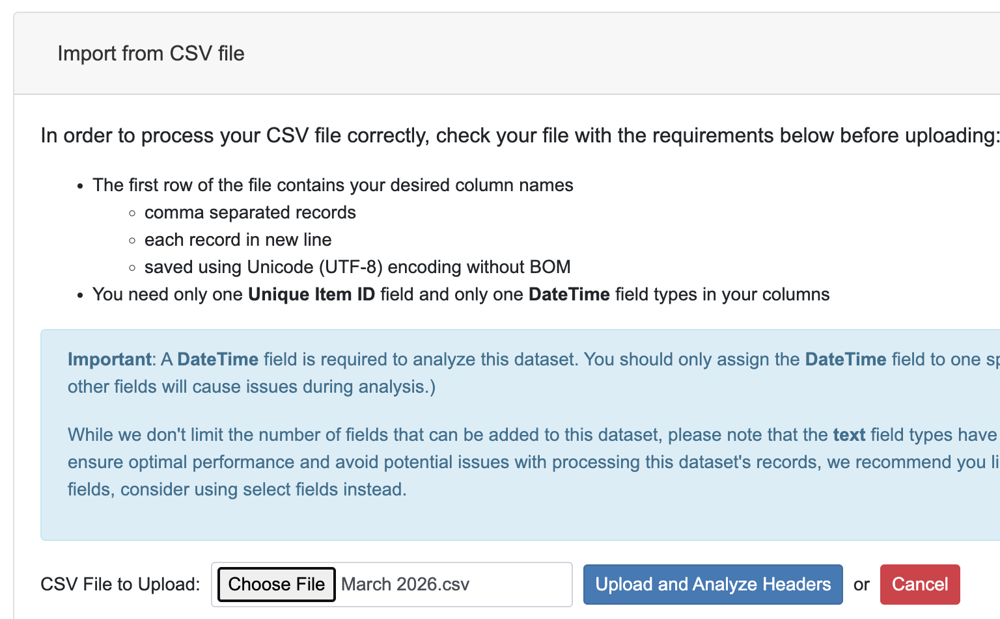 Import from CSV file
In order to process your CSV file correctly, check your file with the requirements below before uploading:
The first row of the file contains your desired column names
comma separated records
each record in new line
saved using Unicode (UTF-8) encoding without BOM
You need only one Unique Item ID field and only one DateTime field types in your columns
Important: A DateTime field is required to analyze this dataset. You should only assign the DateTime field to one
other fields will cause issues during analysis.)
While we don't limit the number of fields that can be added to this dataset, please note that the text field types have
ensure optimal performance and avoid potential issues with processing this dataset's records, we recommend you
fields, consider using select fields instead.
CSV File to Upload: Choose File March 2026.csv Upload and Analyze Headers or Cancel